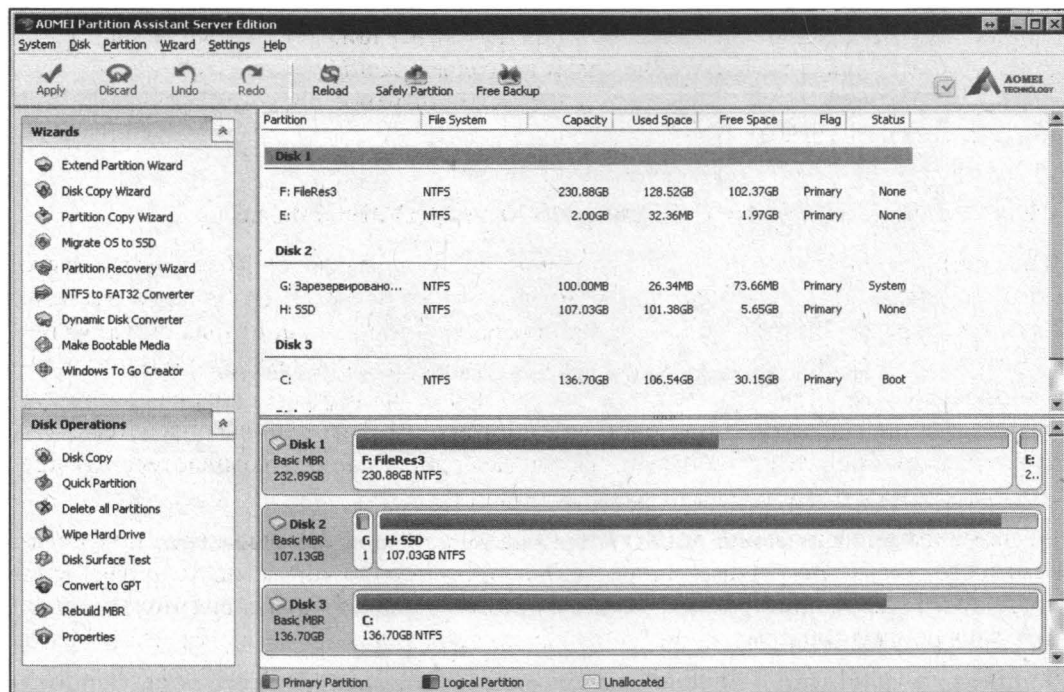 AOMEI Partition Assistant Server Edition
System Disk Partition Wizard Settings Help
Apply Discard Undo Redo Reload Safely Partition Free Backup
AOMEI
TECHNOLOGY
Wizards
Extend Partition Wizard
Disk Copy Wizard
Partition Copy Wizard
Migrate OS to SSD
Partition Recovery Wizard
NTFS to FAT32 Converter
Dynamic Disk Converter
Make Bootable Media
Windows To Go Creator
Disk Operations
Disk Copy
Quick Partition
Delete all Partitions
Wipe Hard Drive
Disk Surface Test
Convert to GPT
Rebuild MBR
Properties
Partition File System Capacity Used Space Free Space Flag Status
Disk 1
F: FileRes3 NTFS 230.88GB 128.52GB 102.37GB Primary None
E: NTFS 2.00GB 32.36MB 1.97GB Primary None
Disk 2
G: Зарезервировано... NTFS 100.00MB 26.34MB 73.66MB Primary System
H: SSD NTFS 107.03GB 101.38GB 5.65GB Primary None
Disk 3
C: NTFS 136.70GB 106.54GB 30.15GB Primary Boot
Disk 1
Basic MBR
232.89GB
F: FileRes3
230.88GB NTFS
E:
2..
Disk 2
Basic MBR
107.13GB
G
1
H: SSD
107.03GB NTFS
Disk 3
Basic MBR
136.70GB
C:
136.70GB NTFS
Primary Partition Logical Partition Unallocated